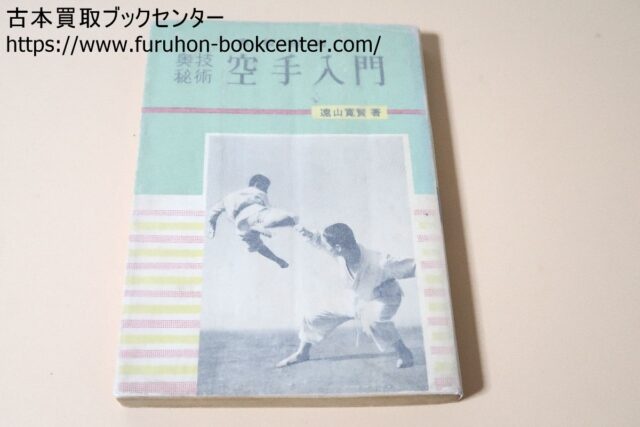 古本買取ブックセンター
https://www.furuhon-bookcenter.com/
奥技
秘術 空手入門
遠山寛賢 著